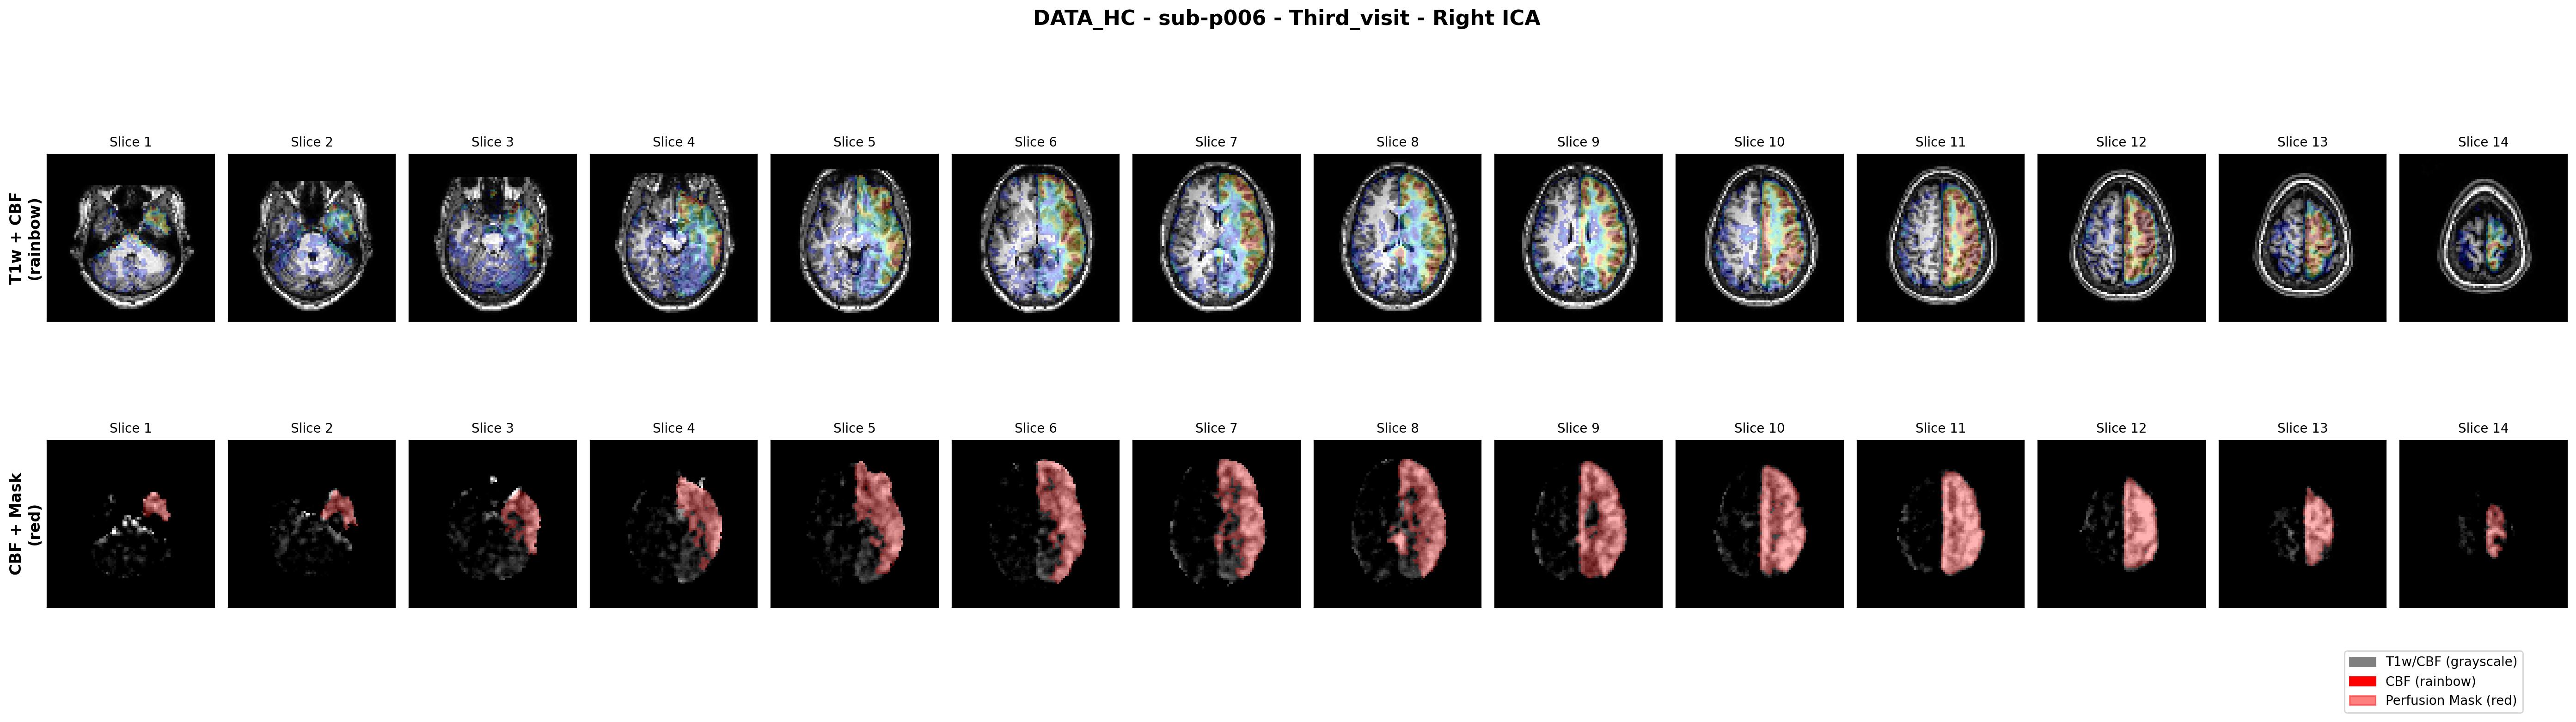 DATA_HC - sub-p006 - Third_visit - Right ICA
T1w + CBF
(rainbow)
Slice 1
Slice 2
Slice 3
Slice 4
Slice 5
Slice 6
Slice 7
Slice 8
Slice 9
Slice 10
Slice 11
Slice 12
Slice 13
Slice 14
CBF + Mask
(red)
Slice 1
Slice 2
Slice 3
Slice 4
Slice 5
Slice 6
Slice 7
Slice 8
Slice 9
Slice 10
Slice 11
Slice 12
Slice 13
Slice 14
T1w/CBF (grayscale)
CBF (rainbow)
Perfusion Mask (red)